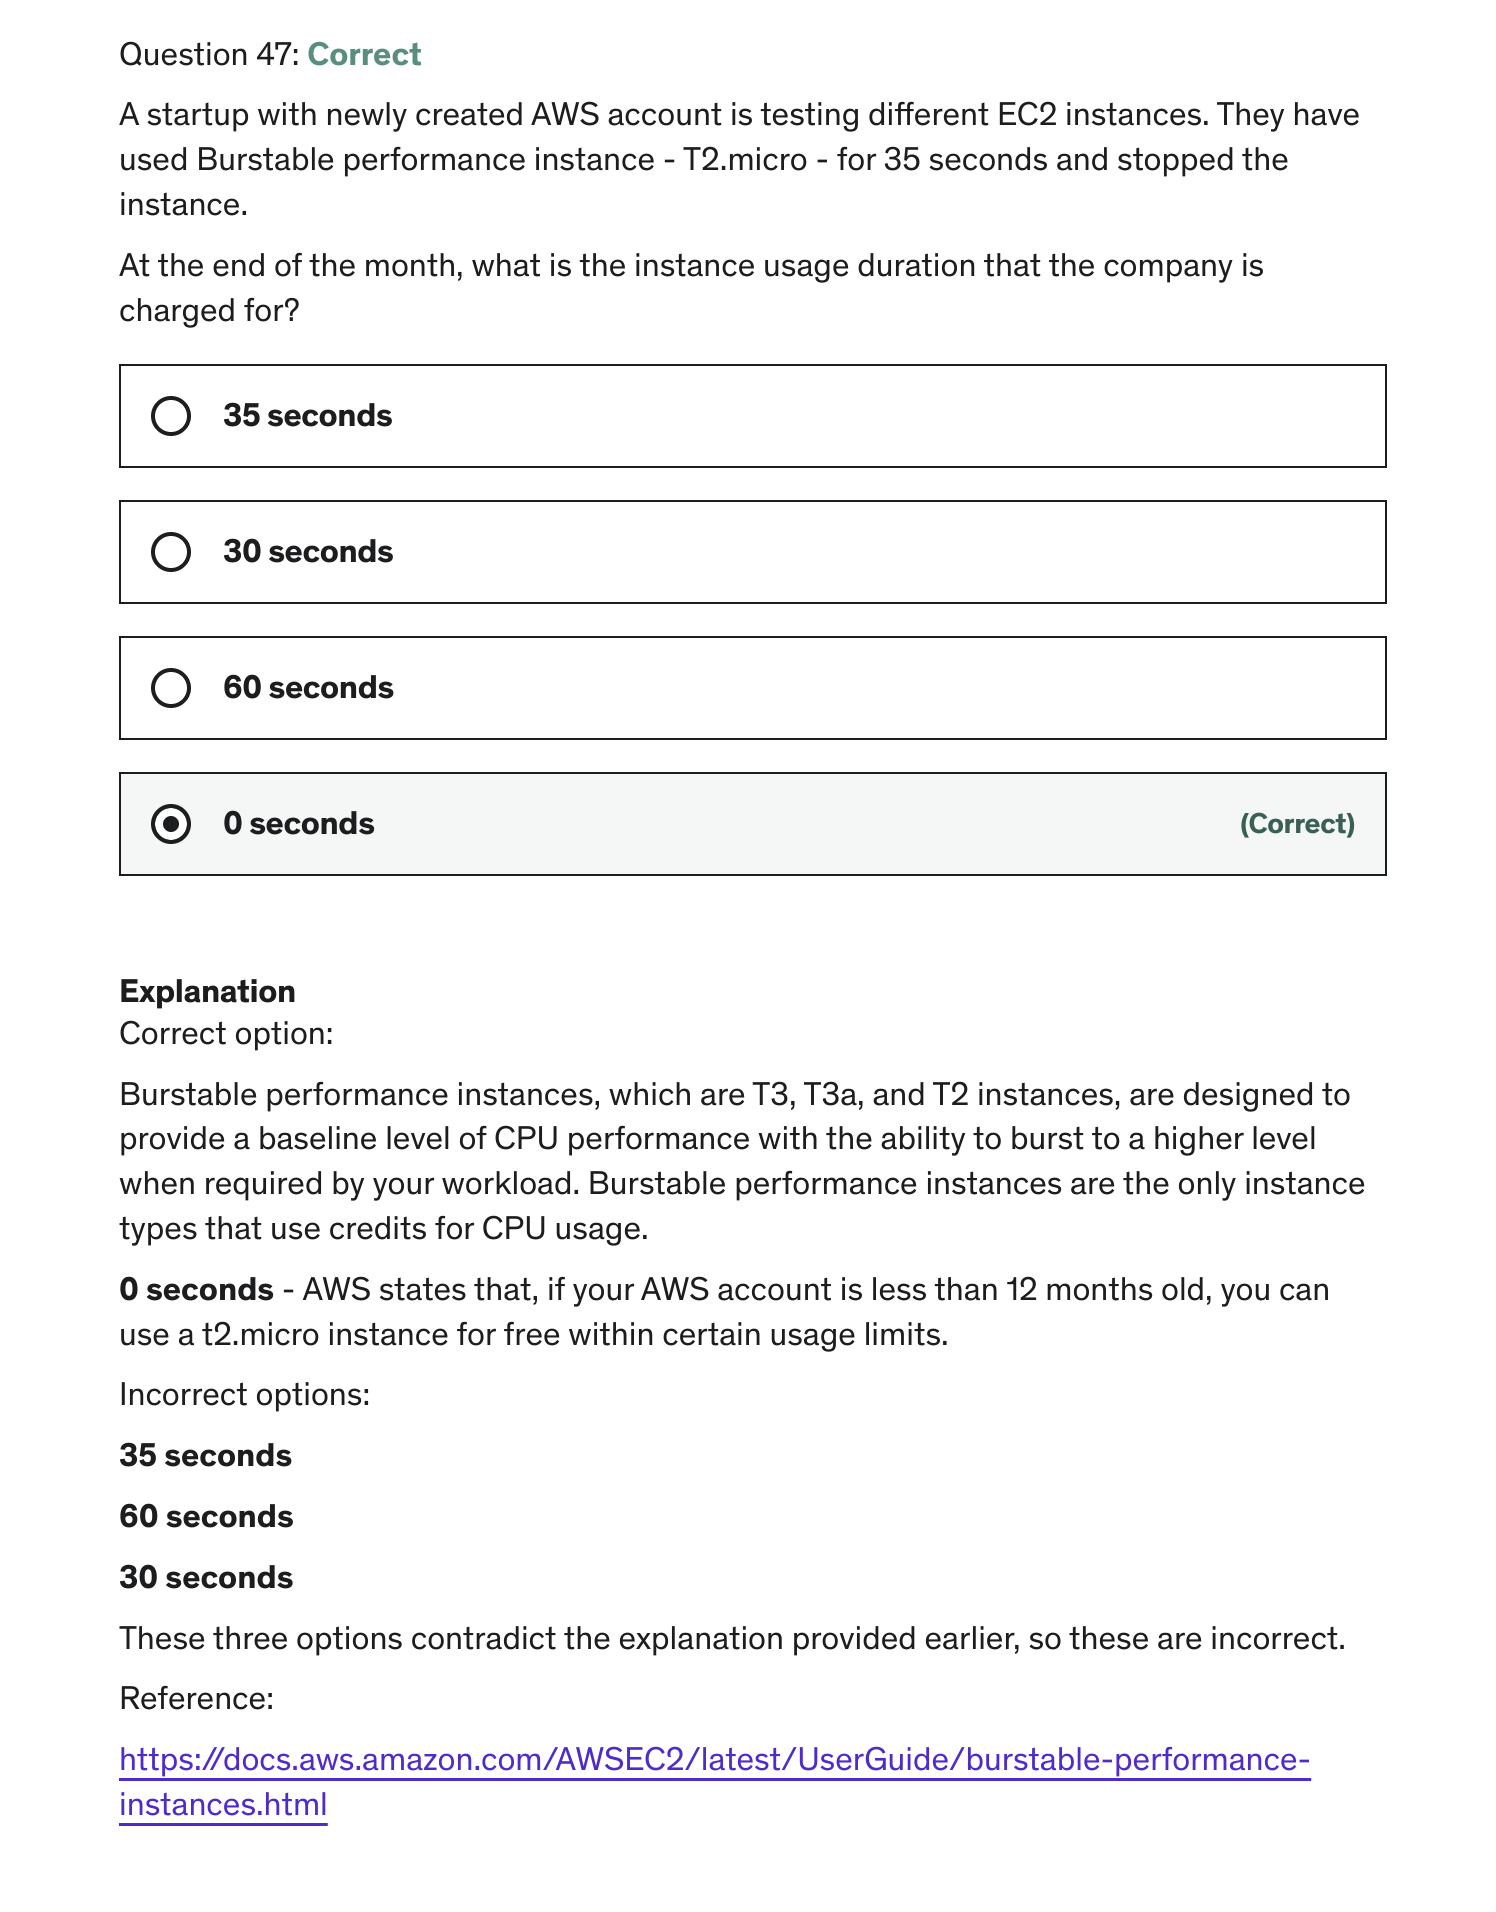 Question 47: Correct
A startup with newly created AWS account is testing different EC2 instances. They have
used Burstable performance instance - T2.micro - for 35 seconds and stopped the
instance.
At the end of the month, what is the instance usage duration that the company is
charged for?
35 seconds
30 seconds
60 seconds
0 seconds (Correct)
Explanation
Correct option:
Burstable performance instances, which are T3, T3a, and T2 instances, are designed to
provide a baseline level of CPU performance with the ability to burst to a higher level
when required by your workload. Burstable performance instances are the only instance
types that use credits for CPU usage.
0 seconds - AWS states that, if your AWS account is less than 12 months old, you can
use a t2.micro instance for free within certain usage limits.
Incorrect options:
35 seconds
60 seconds
30 seconds
These three options contradict the explanation provided earlier, so these are incorrect.
Reference:
https://docs.aws.amazon.com/AWSEC2/latest/UserGuide/burstable-performance-
instances.html